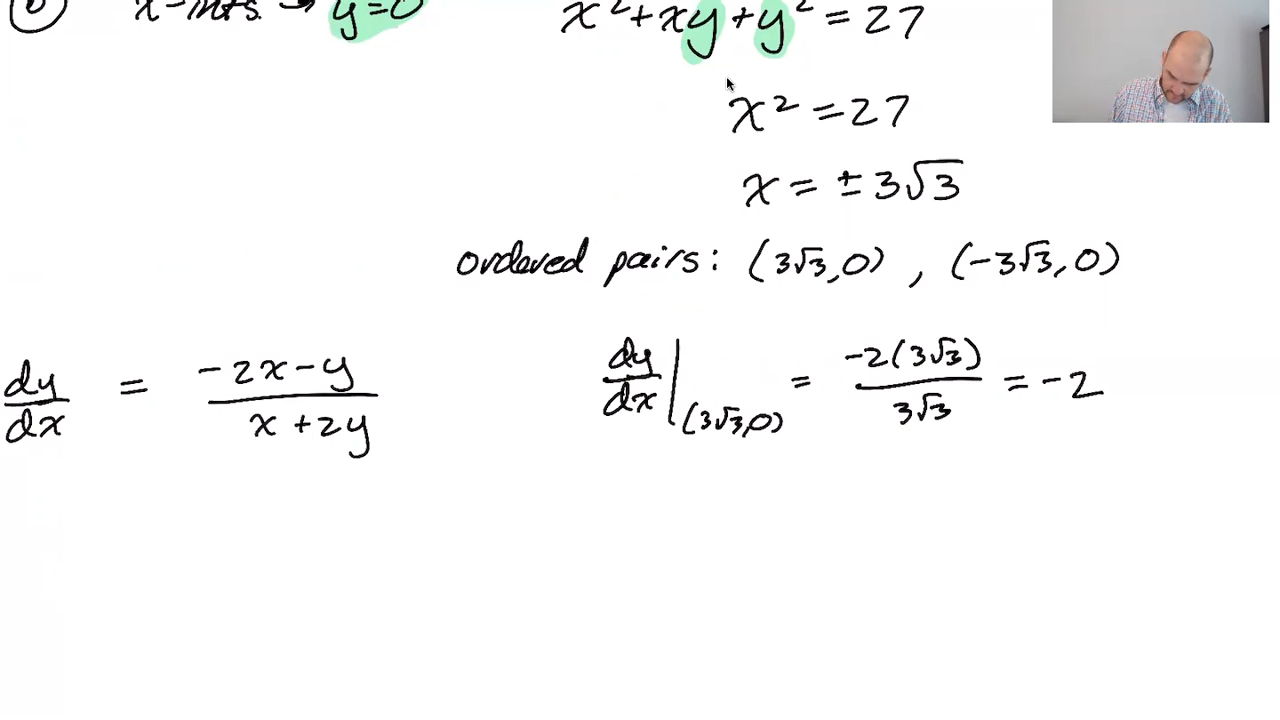 b x-ints. → y=0 x²+xy+y²=27
x²=27
x = ±3√3
ordered pairs: (3√3,0) , (-3√3,0)
dy/dx = (-2x-y)/(x+2y) dy/dx|(3√3,0) = -2(3√3)/3√3 = -2